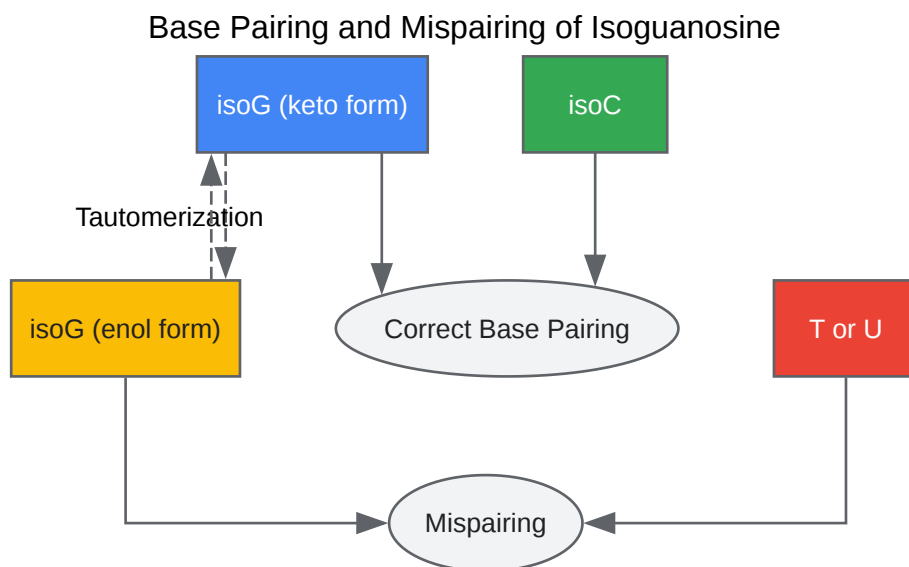 Base Pairing and Mispairing of Isoguanosine
isoG (keto form)
isoC
Tautomerization
isoG (enol form)
Correct Base Pairing
T or U
Mispairing